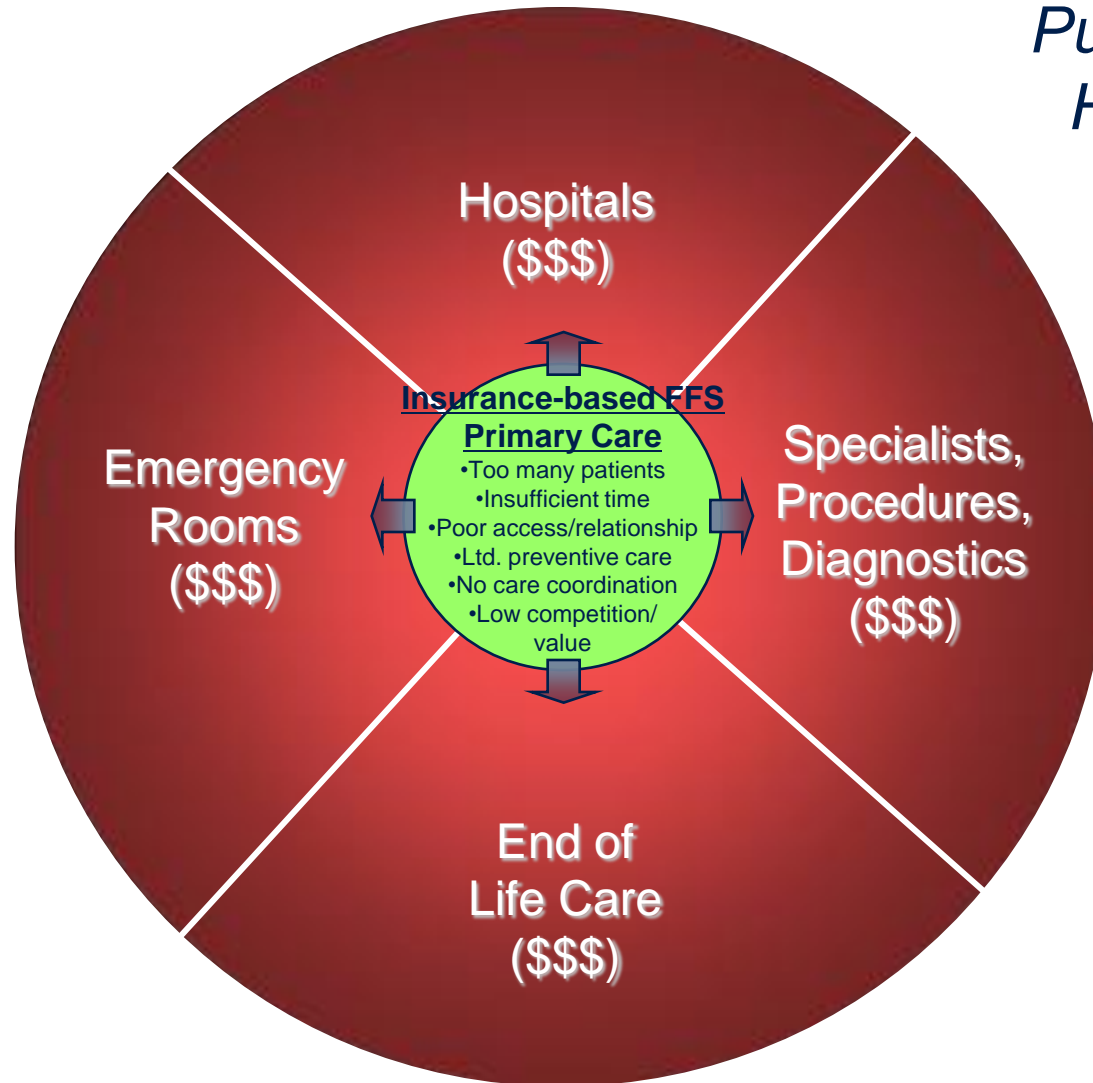 Hospitals
($$$)
Insurance-based FFS
Primary Care
•Too many patients
•Insufficient time
•Poor access/relationship
•Ltd. preventive care
•No care coordination
•Low competition/
value
Emergency
Rooms
($$$)
Specialists,
Procedures,
Diagnostics
($$$)
End of
Life Care
($$$)